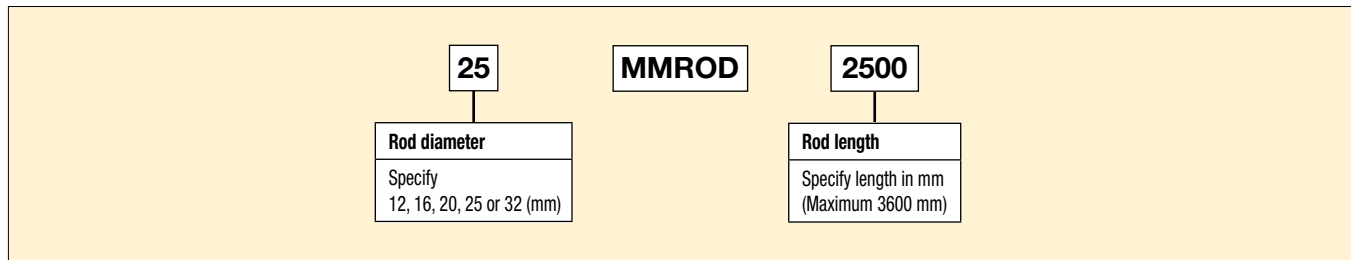 25 MMROD 2500
Rod diameter
Specify
12, 16, 20, 25 or 32 (mm)
Rod length
Specify length in mm
(Maximum 3600 mm)